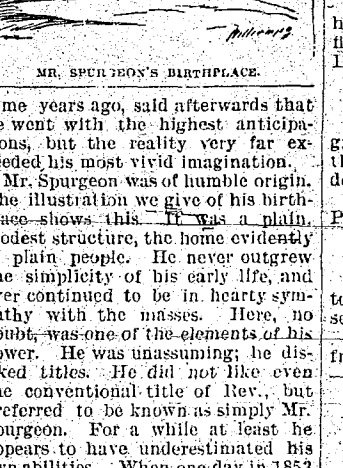 MR. SPURGEON'S BIRTHPLACE.
me years ago, said afterwards that
e went with the highest anticipa-
ons, but the reality very far ex-
eeded his most vivid imagination.
Mr. Spurgeon was of humble origin.
he illustration we give of his birth-
ace shows this. It was a plain,
odest structure, the home evidently
plain people. He never outgrew
he simplicity of his early life, and
er continued to be in hearty sym-
athy with the masses. Here, no
oubt, was one of the elements of his
ower. He was unassuming; he dis-
ked titles. He did not like even
he conventional title of Rev., but
referred to be known as simply Mr.
purgeon. For a while at least he
ppears to have underestimated his
wn abilities. When one day in 1852